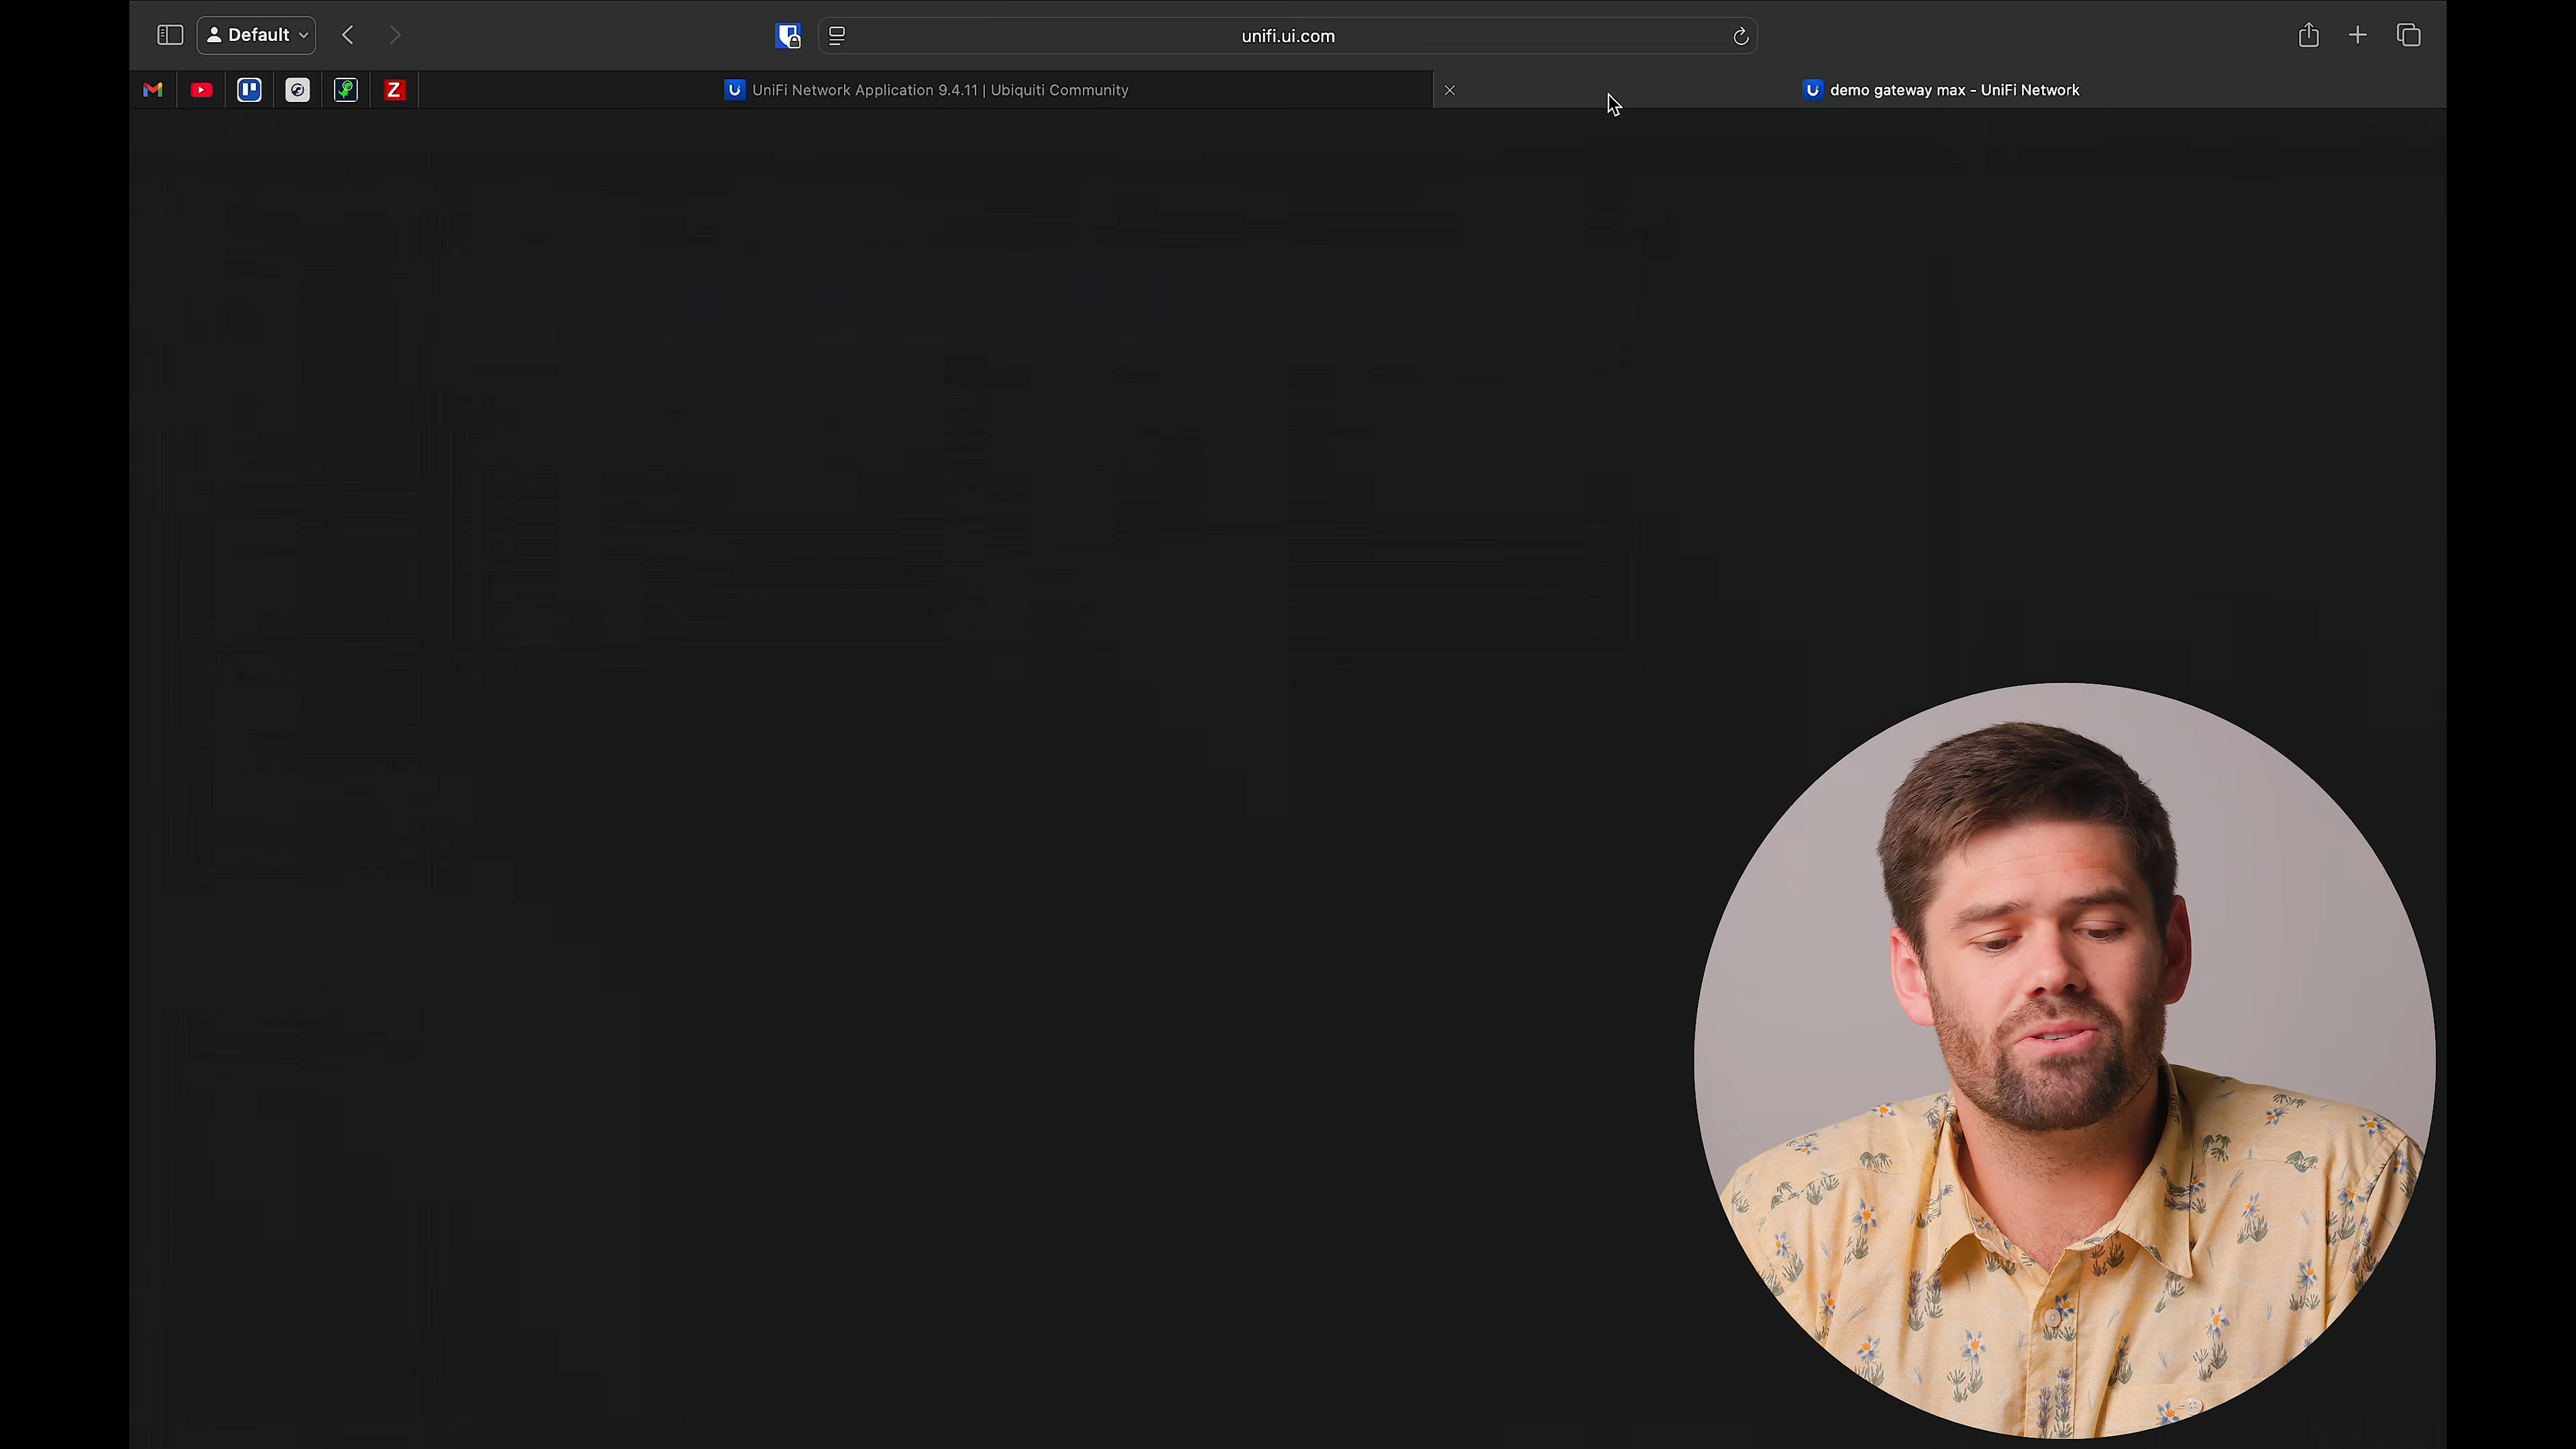 Default
unifi.ui.com
Z
UniFi Network Application 9.4.11 | Ubiquiti Community
demo gateway max - UniFi Network